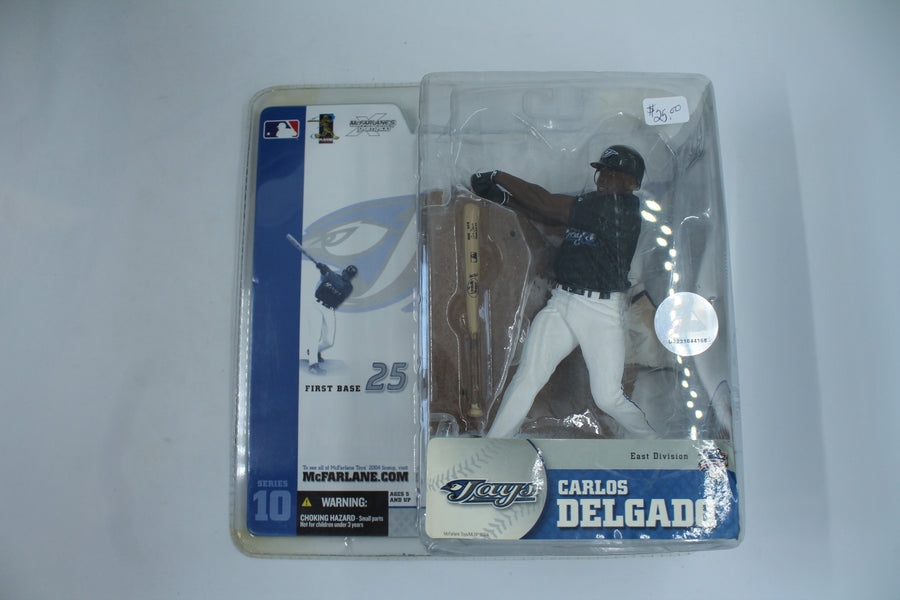 McFARLANE'S
$25.00
Jays
FIRST BASE 25
To see all of McFarlane Toys' 2004 lineup, visit
McFARLANE.COM
SERIES
10
AGES 5
AND UP
WARNING:
CHOKING HAZARD - Small parts
Not for children under 3 years
East Division
Jays
CARLOS
DELGADO